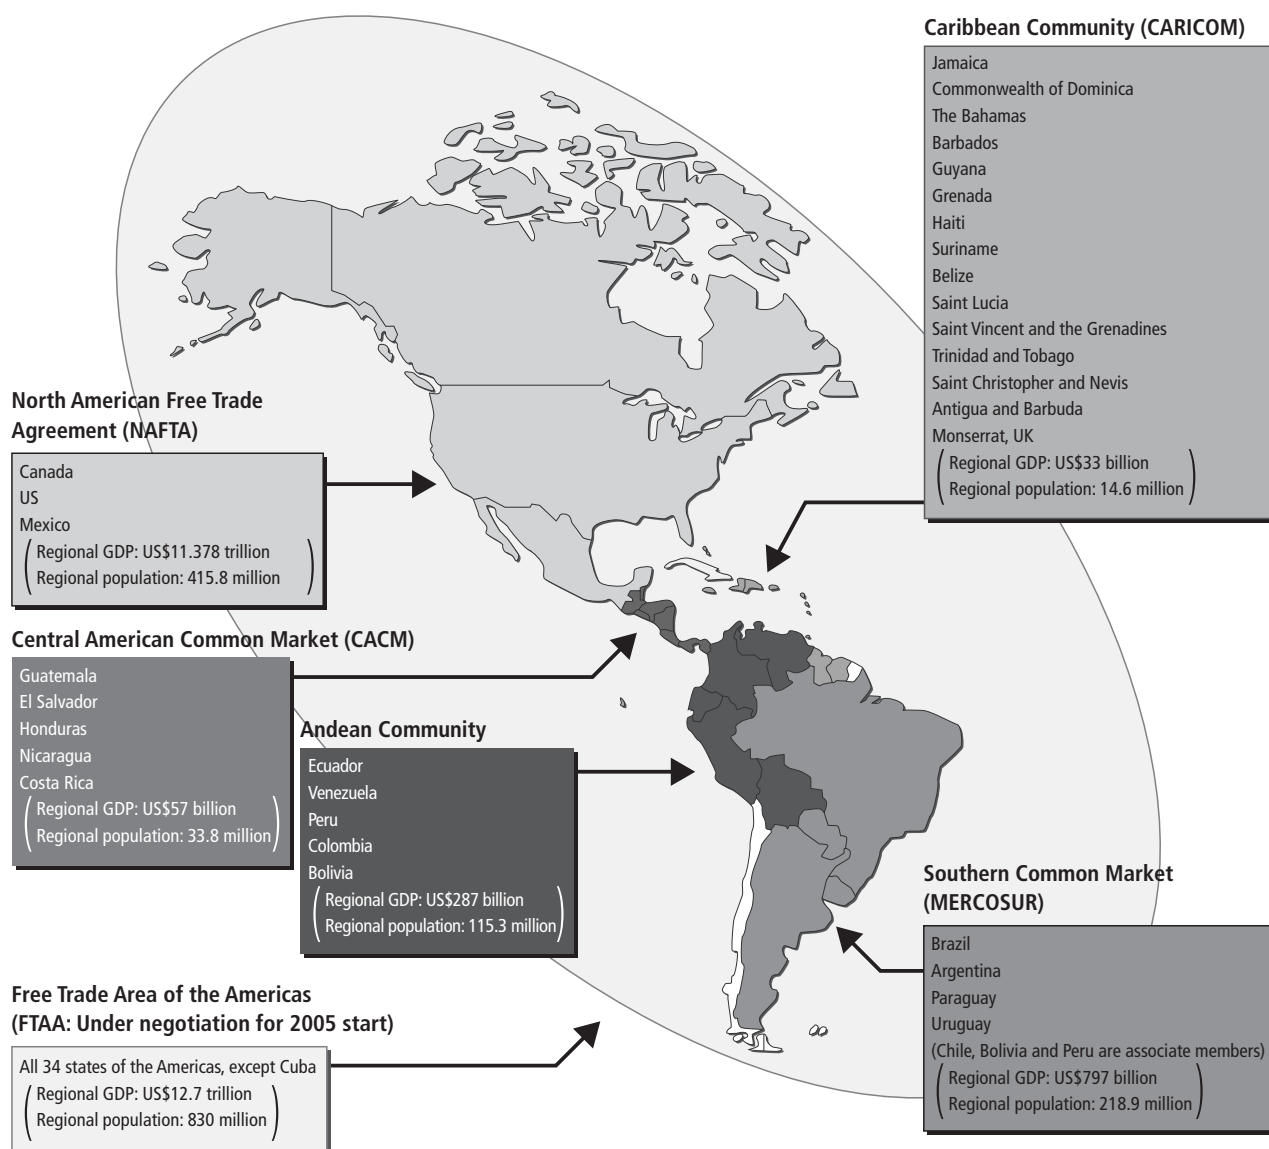 Caribbean Community (CARICOM)
Jamaica
Commonwealth of Dominica
The Bahamas
Barbados
Guyana
Grenada
Haiti
Suriname
Belize
Saint Lucia
Saint Vincent and the Grenadines
Trinidad and Tobago
Saint Christopher and Nevis
Antigua and Barbuda
Monserrat, UK
(Regional GDP: US$33 billion
Regional population: 14.6 million)
North American Free Trade
Agreement (NAFTA)
Canada
US
Mexico
(Regional GDP: US$11.378 trillion
Regional population: 415.8 million)
Central American Common Market (CACM)
Guatemala
El Salvador
Honduras
Nicaragua
Costa Rica
(Regional GDP: US$57 billion
Regional population: 33.8 million)
Andean Community
Ecuador
Venezuela
Peru
Colombia
Bolivia
(Regional GDP: US$287 billion
Regional population: 115.3 million)
Southern Common Market
(MERCOSUR)
Brazil
Argentina
Paraguay
Uruguay
(Chile, Bolivia and Peru are associate members)
(Regional GDP: US$797 billion
Regional population: 218.9 million)
Free Trade Area of the Americas
(FTAA: Under negotiation for 2005 start)
All 34 states of the Americas, except Cuba
(Regional GDP: US$12.7 trillion
Regional population: 830 million)